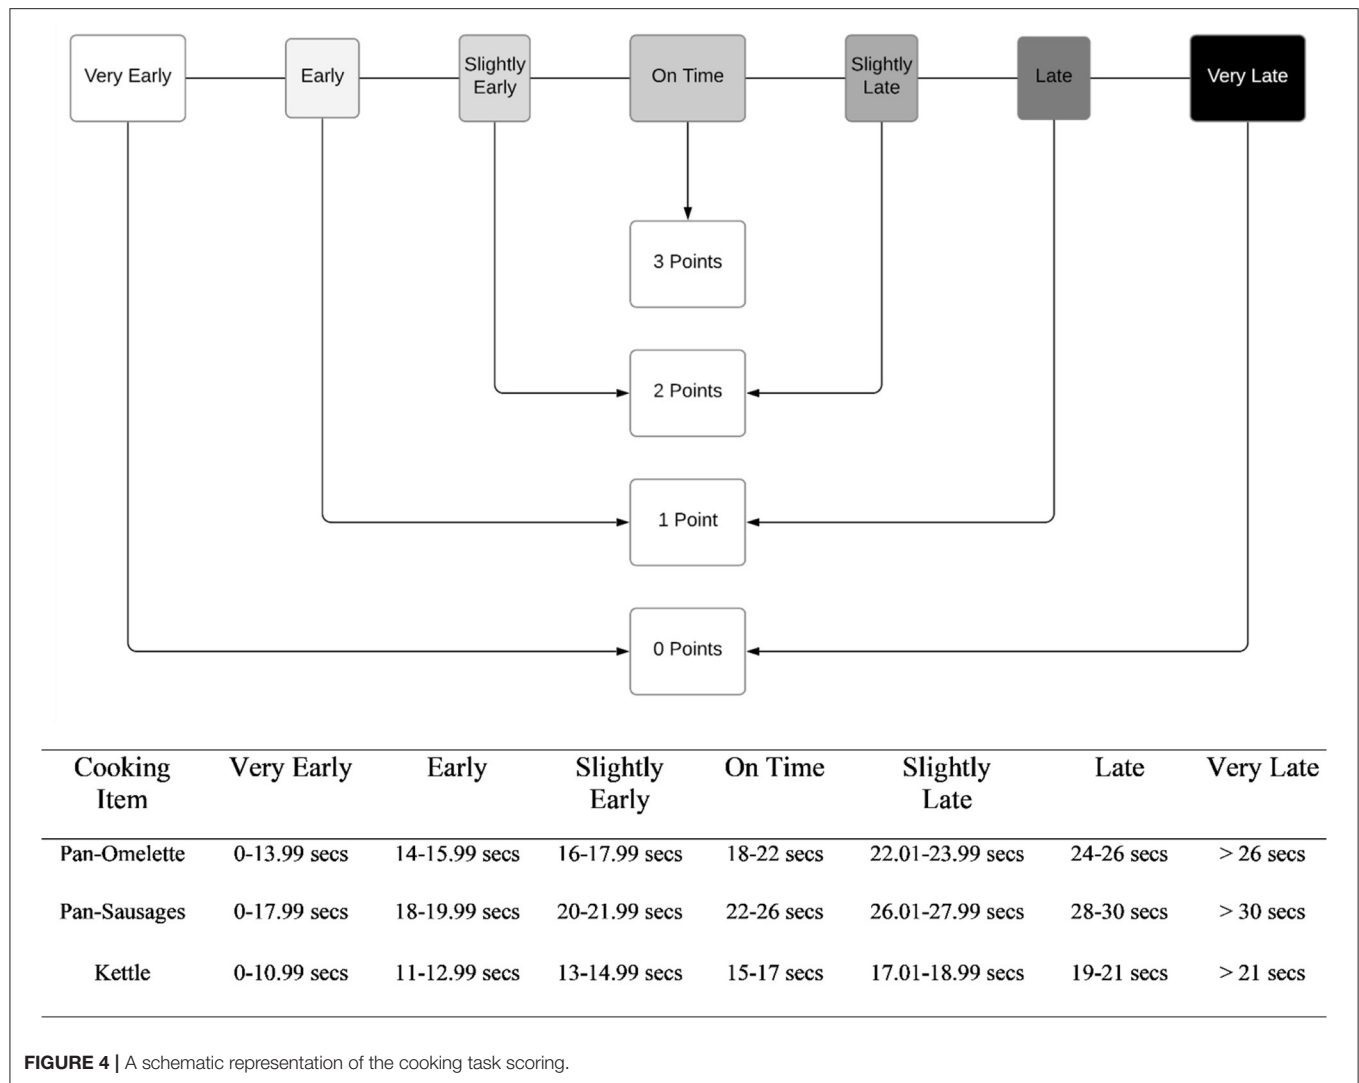 Very Early
Early
Slightly
Early
On Time
Slightly
Late
Late
Very Late
3 Points
2 Points
1 Point
0 Points
Cooking Item Very Early Early Slightly Early On Time Slightly Late Late Very Late
Pan-Omelette 0-13.99 secs 14-15.99 secs 16-17.99 secs 18-22 secs 22.01-23.99 secs 24-26 secs > 26 secs
Pan-Sausages 0-17.99 secs 18-19.99 secs 20-21.99 secs 22-26 secs 26.01-27.99 secs 28-30 secs > 30 secs
Kettle 0-10.99 secs 11-12.99 secs 13-14.99 secs 15-17 secs 17.01-18.99 secs 19-21 secs > 21 secs
FIGURE 4 | A schematic representation of the cooking task scoring.